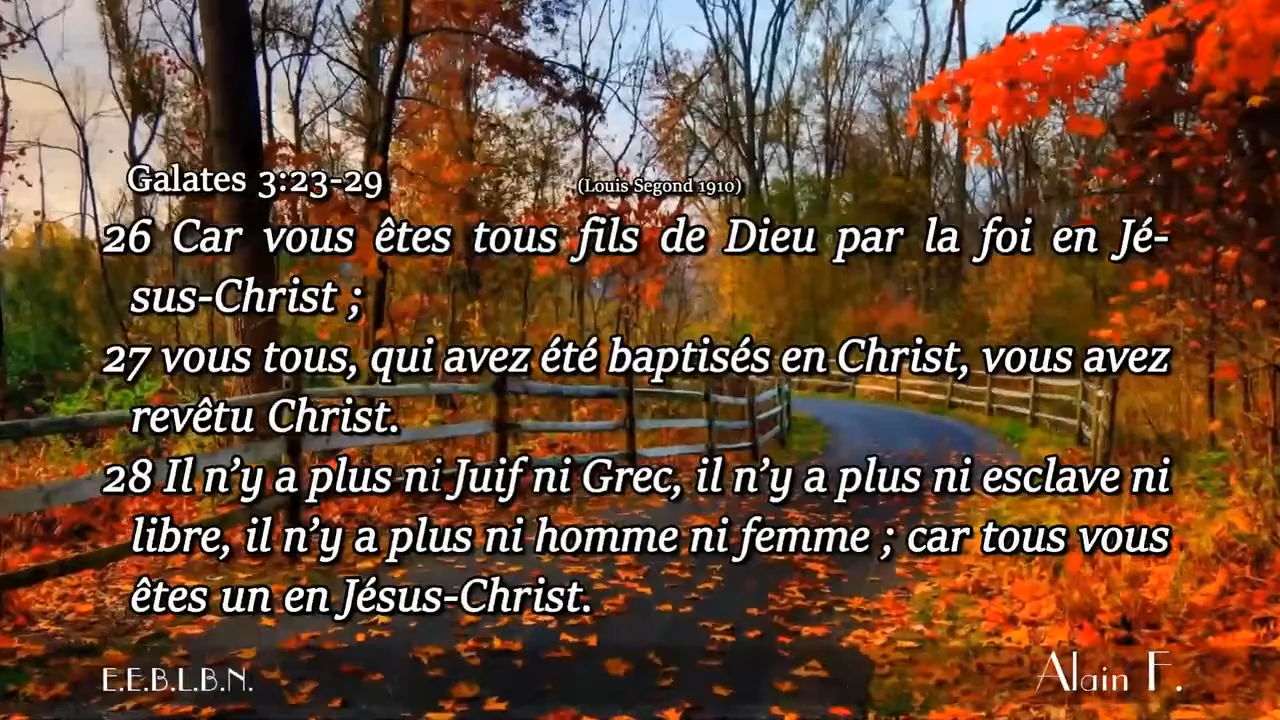 Galates 3:23-29 (Louis Segond 1910)
26 Car vous êtes tous fils de Dieu par la foi en Jé-
sus-Christ ;
27 vous tous, qui avez été baptisés en Christ, vous avez
revêtu Christ.
28 Il n’y a plus ni Juif ni Grec, il n’y a plus ni esclave ni
libre, il n’y a plus ni homme ni femme ; car tous vous
êtes un en Jésus-Christ.
E.E.B.L.B.N. Alain F.